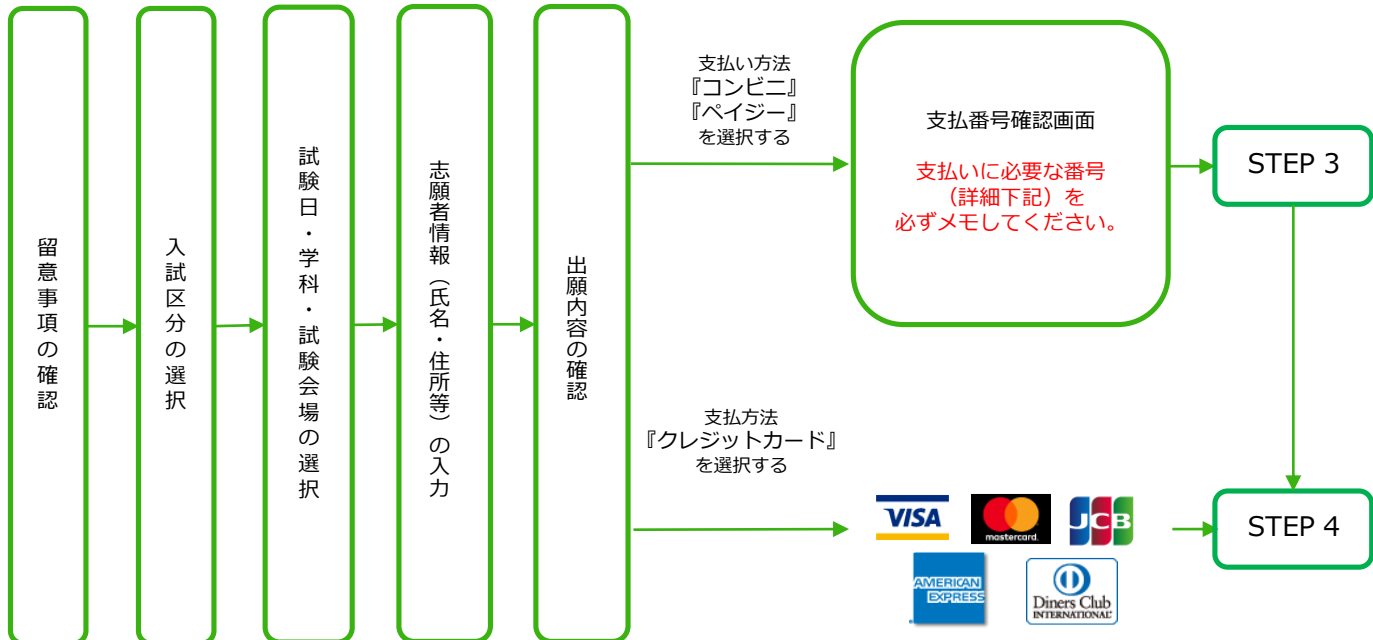 留意事項の確認
入試区分の選択
試験日・学科・試験会場の選択
志願者情報（氏名・住所等）の入力
出願内容の確認
支払い方法
『コンビニ』
『ペイジー』
を選択する
支払番号確認画面
支払いに必要な番号
（詳細下記）を
必ずメモしてください。
STEP 3
支払方法
『クレジットカード』
を選択する
VISA
mastercard.
JCB
AMERICAN
EXPRESS
Diners Club
INTERNATIONAL
STEP 4